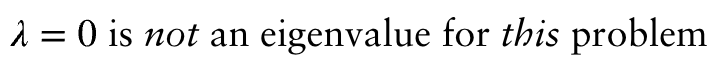 λ = 0 is not an eigenvalue for this problem